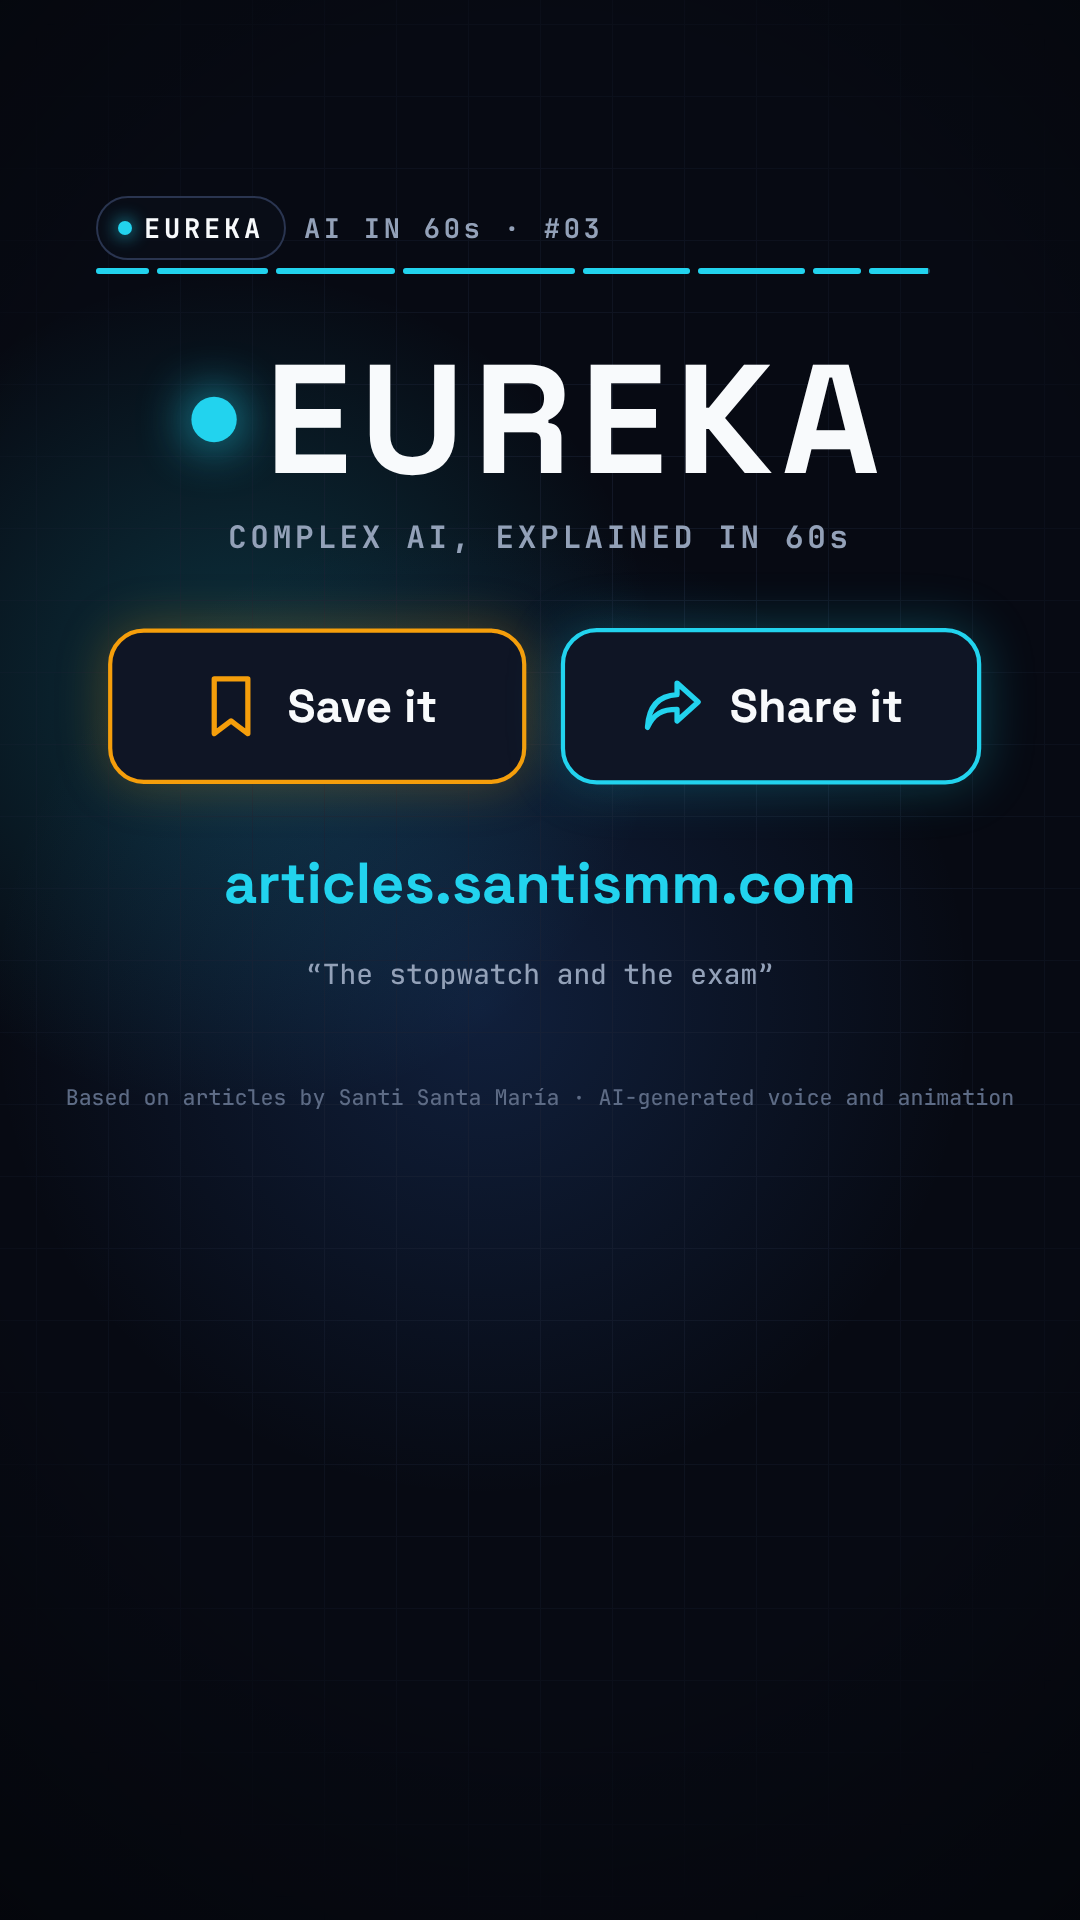 EUREKA AI IN 60s · #03
EUREKA
COMPLEX AI, EXPLAINED IN 60s
Save it
Share it
articles.santismm.com
“The stopwatch and the exam”
Based on articles by Santi Santa María · AI-generated voice and animation